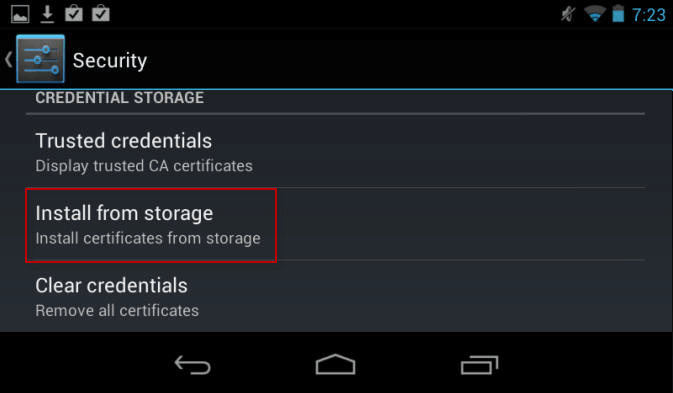 7:23
Security
CREDENTIAL STORAGE
Trusted credentials
Display trusted CA certificates
Install from storage
Install certificates from storage
Clear credentials
Remove all certificates